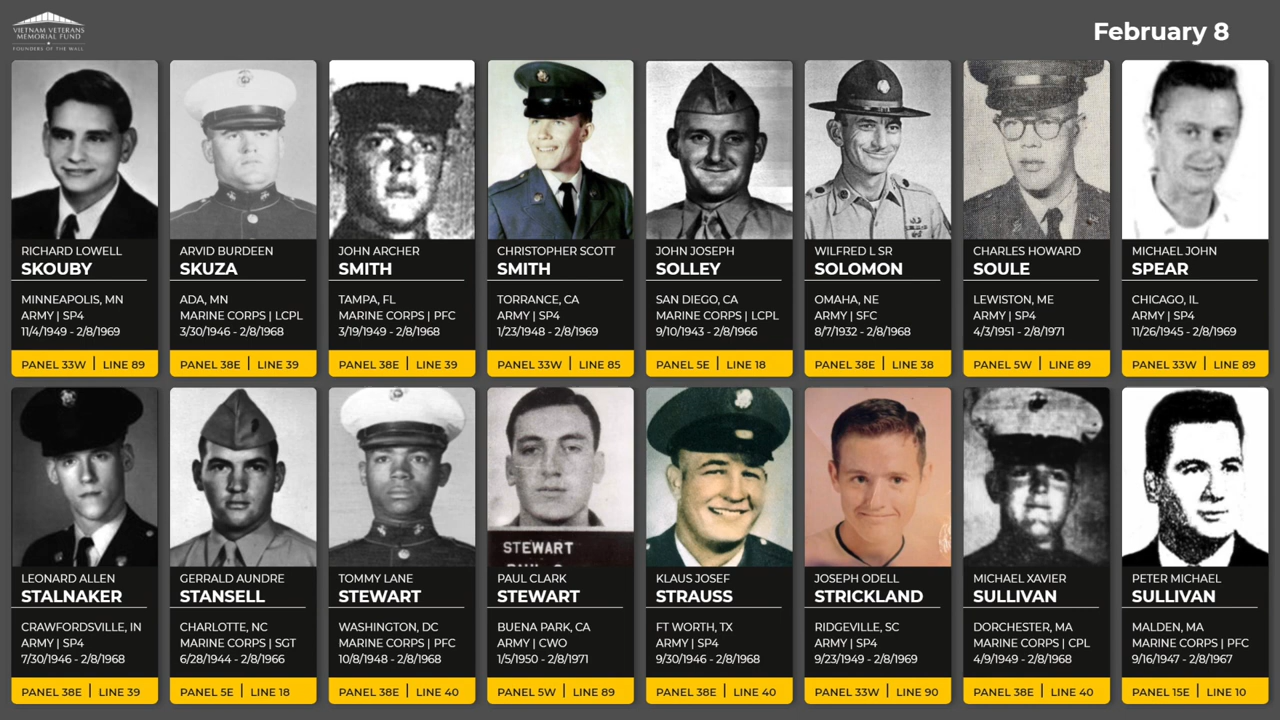 VIETNAM VETERANS
MEMORIAL FUND
FOUNDERS OF THE WALL
February 8
RICHARD LOWELL
SKOUBY
MINNEAPOLIS, MN
ARMY | SP4
11/4/1949 - 2/8/1969
PANEL 33W | LINE 89
ARVID BURDEEN
SKUZA
ADA, MN
MARINE CORPS | LCPL
3/30/1946 - 2/8/1968
PANEL 38E | LINE 39
JOHN ARCHER
SMITH
TAMPA, FL
MARINE CORPS | PFC
3/19/1949 - 2/8/1968
PANEL 38E | LINE 39
CHRISTOPHER SCOTT
SMITH
TORRANCE, CA
ARMY | SP4
1/23/1948 - 2/8/1969
PANEL 33W | LINE 85
JOHN JOSEPH
SOLLEY
SAN DIEGO, CA
MARINE CORPS | LCPL
9/10/1943 - 2/8/1966
PANEL 5E | LINE 18
WILFRED L SR
SOLOMON
OMAHA, NE
ARMY | SFC
8/7/1932 - 2/8/1968
PANEL 38E | LINE 38
CHARLES HOWARD
SOULE
LEWISTON, ME
ARMY | SP4
4/3/1951 - 2/8/1971
PANEL 5W | LINE 89
MICHAEL JOHN
SPEAR
CHICAGO, IL
ARMY | SP4
11/26/1945 - 2/8/1969
PANEL 33W | LINE 89
LEONARD ALLEN
STALNAKER
CRAWFORDSVILLE, IN
ARMY | SP4
7/30/1946 - 2/8/1968
PANEL 38E | LINE 39
GERRALD AUNDRE
STANSELL
CHARLOTTE, NC
MARINE CORPS | SGT
6/28/1944 - 2/8/1966
PANEL 5E | LINE 18
TOMMY LANE
STEWART
WASHINGTON, DC
MARINE CORPS | PFC
10/8/1948 - 2/8/1968
PANEL 38E | LINE 40
STEWART
PAUL CLARK
STEWART
BUENA PARK, CA
ARMY | CWO
1/5/1950 - 2/8/1971
PANEL 5W | LINE 89
KLAUS JOSEF
STRAUSS
FT WORTH, TX
ARMY | SP4
9/30/1946 - 2/8/1968
PANEL 38E | LINE 40
JOSEPH ODELL
STRICKLAND
RIDGEVILLE, SC
ARMY | SP4
9/23/1949 - 2/8/1969
PANEL 33W | LINE 90
MICHAEL XAVIER
SULLIVAN
DORCHESTER, MA
MARINE CORPS | CPL
4/9/1949 - 2/8/1968
PANEL 38E | LINE 40
PETER MICHAEL
SULLIVAN
MALDEN, MA
MARINE CORPS | PFC
9/16/1947 - 2/8/1967
PANEL 15E | LINE 10